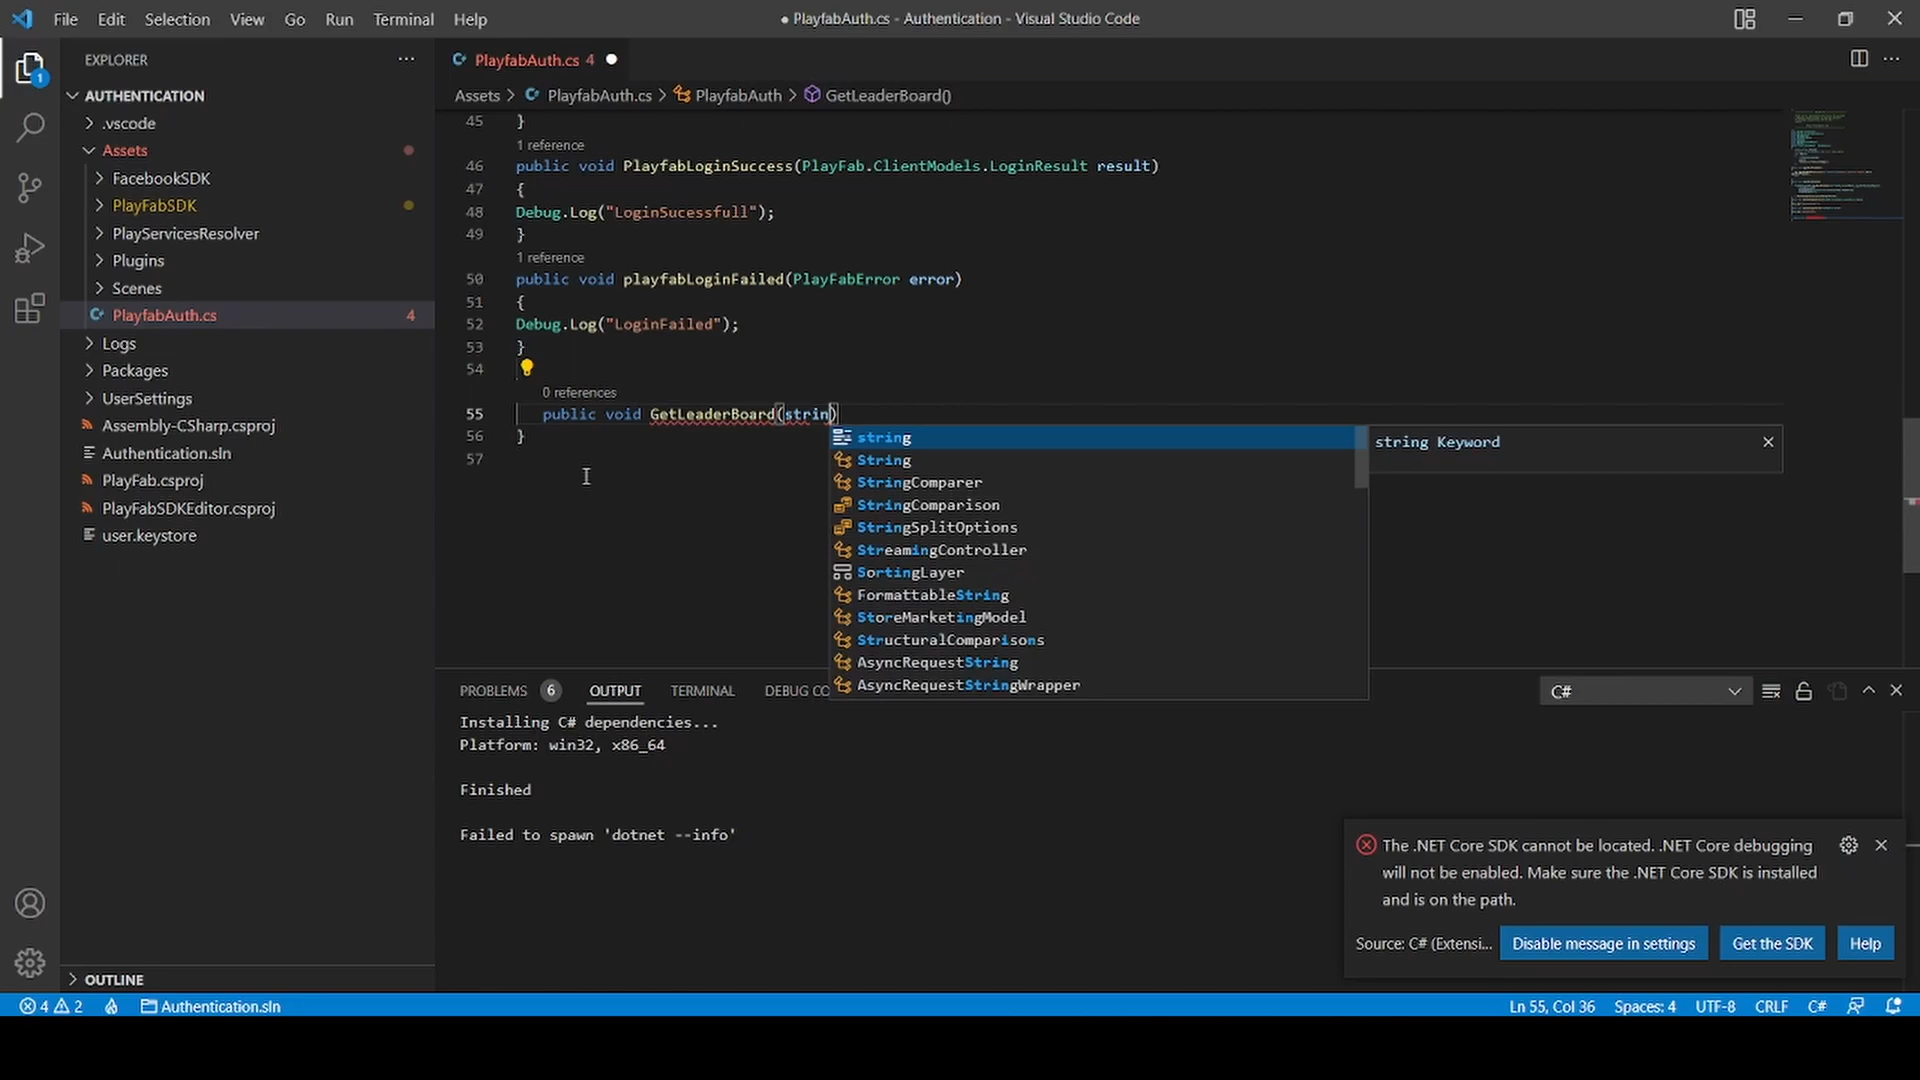 File Edit Selection View Go Run Terminal Help
● PlayfabAuth.cs - Authentication - Visual Studio Code
EXPLORER
1
AUTHENTICATION
.vscode
Assets
FacebookSDK
PlayFabSDK
PlayServicesResolver
Plugins
Scenes
PlayfabAuth.cs 4
Logs
Packages
UserSettings
Assembly-CSharp.csproj
Authentication.sln
PlayFab.csproj
PlayFabSDKEditor.csproj
user.keystore
OUTLINE
PlayfabAuth.cs 4
Assets > PlayfabAuth.cs > PlayfabAuth > GetLeaderBoard()
45 }
1 reference
46 public void PlayfabLoginSuccess(PlayFab.ClientModels.LoginResult result)
47 {
48 Debug.Log("LoginSucessfull");
49 }
1 reference
50 public void playfabLoginFailed(PlayFabError error)
51 {
52 Debug.Log("LoginFailed");
53 }
54
0 references
55 public void GetLeaderBoard(strin)
56 }
57
string
String
StringComparer
StringComparison
StringSplitOptions
StreamingController
SortingLayer
FormattableString
StoreMarketingModel
StructuralComparisons
AsyncRequestString
AsyncRequestStringWrapper
string Keyword
PROBLEMS 6 OUTPUT TERMINAL DEBUG CO
C#
Installing C# dependencies...
Platform: win32, x86_64
Finished
Failed to spawn 'dotnet --info'
The .NET Core SDK cannot be located. .NET Core debugging
will not be enabled. Make sure the .NET Core SDK is installed
and is on the path.
Source: C# (Extensi... Disable message in settings Get the SDK Help
4 2 Authentication.sln
Ln 55, Col 36 Spaces: 4 UTF-8 CRLF C#